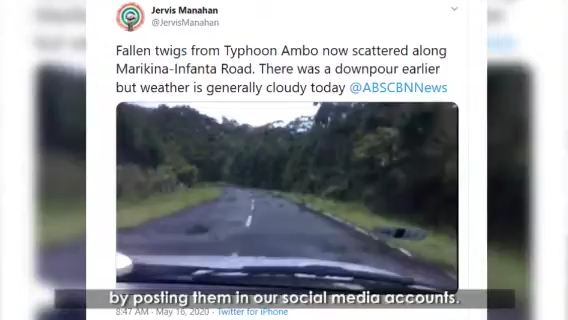 Jervis Manahan
@JervisManahan
Fallen twigs from Typhoon Ambo now scattered along
Marikina-Infanta Road. There was a downpour earlier
but weather is generally cloudy today @ABSCBNNews
by posting them in our social media accounts.
8:47 AM · May 16, 2020 · Twitter for iPhone